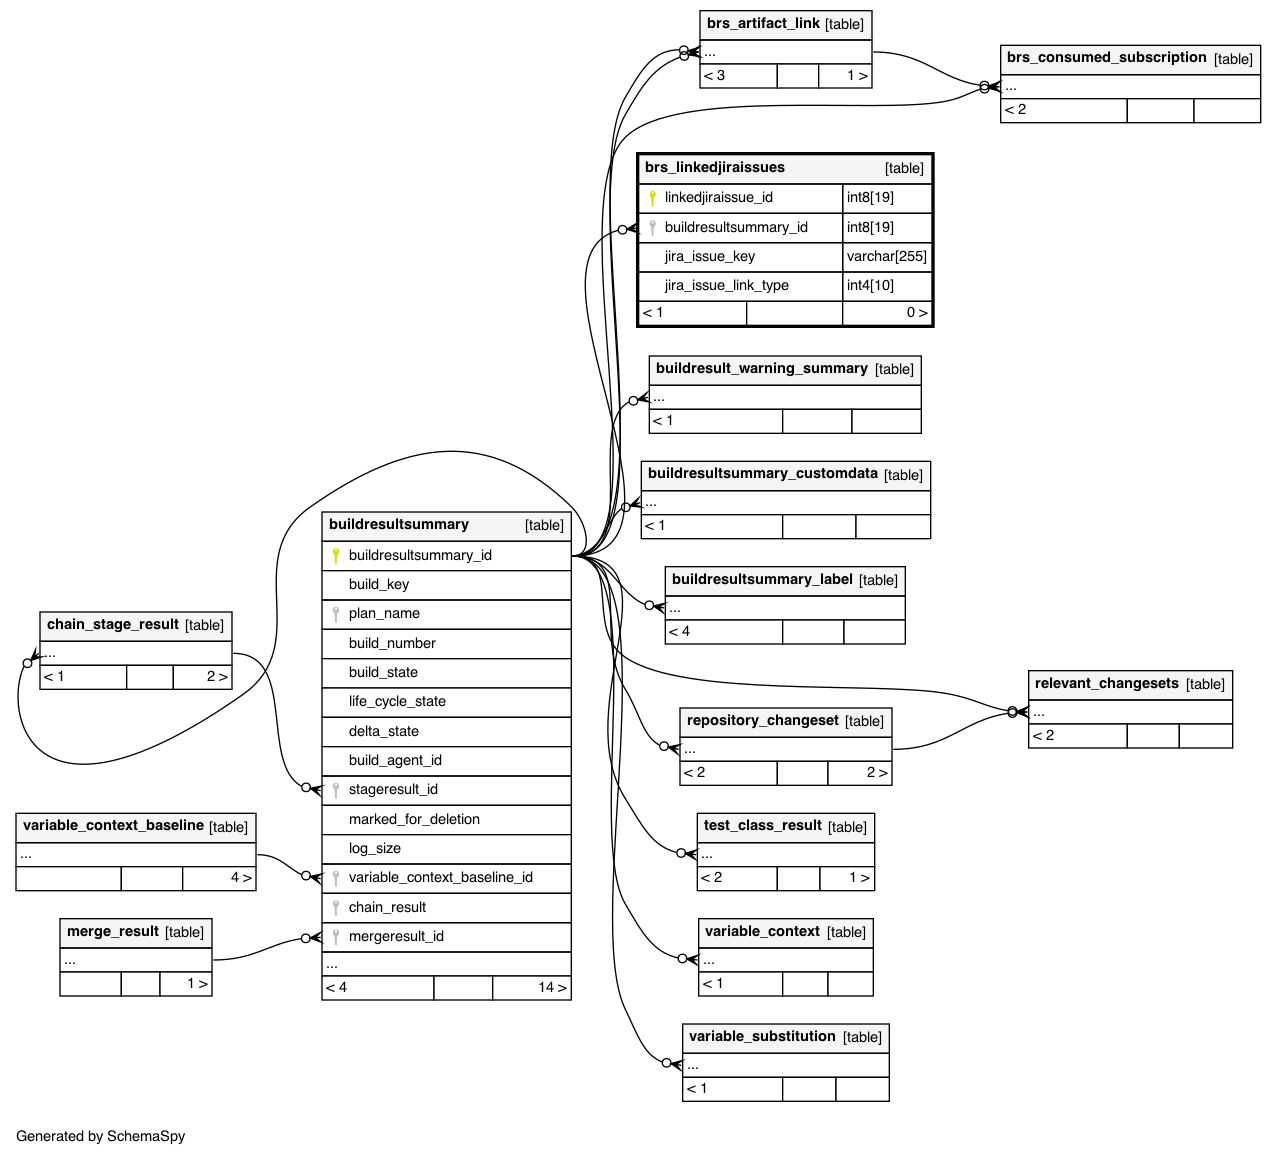 brs_artifact_link [table]
...
< 3 1 >
brs_consumed_subscription [table]
...
< 2
brs_linkedjiraissues [table]
linkedjiraissue_id int8[19]
buildresultsummary_id int8[19]
jira_issue_key varchar[255]
jira_issue_link_type int4[10]
< 1 0 >
buildresult_warning_summary [table]
...
< 1
buildresultsummary_customdata [table]
...
< 1
buildresultsummary [table]
buildresultsummary_id
build_key
plan_name
build_number
build_state
life_cycle_state
delta_state
build_agent_id
stageresult_id
marked_for_deletion
log_size
variable_context_baseline_id
chain_result
mergeresult_id
...
< 4 14 >
buildresultsummary_label [table]
...
< 4
chain_stage_result [table]
...
< 1 2 >
relevant_changesets [table]
...
< 2
repository_changeset [table]
...
< 2 2 >
variable_context_baseline [table]
...
4 >
test_class_result [table]
...
< 2 1 >
merge_result [table]
...
1 >
variable_context [table]
...
< 1
variable_substitution [table]
...
< 1
Generated by SchemaSpy